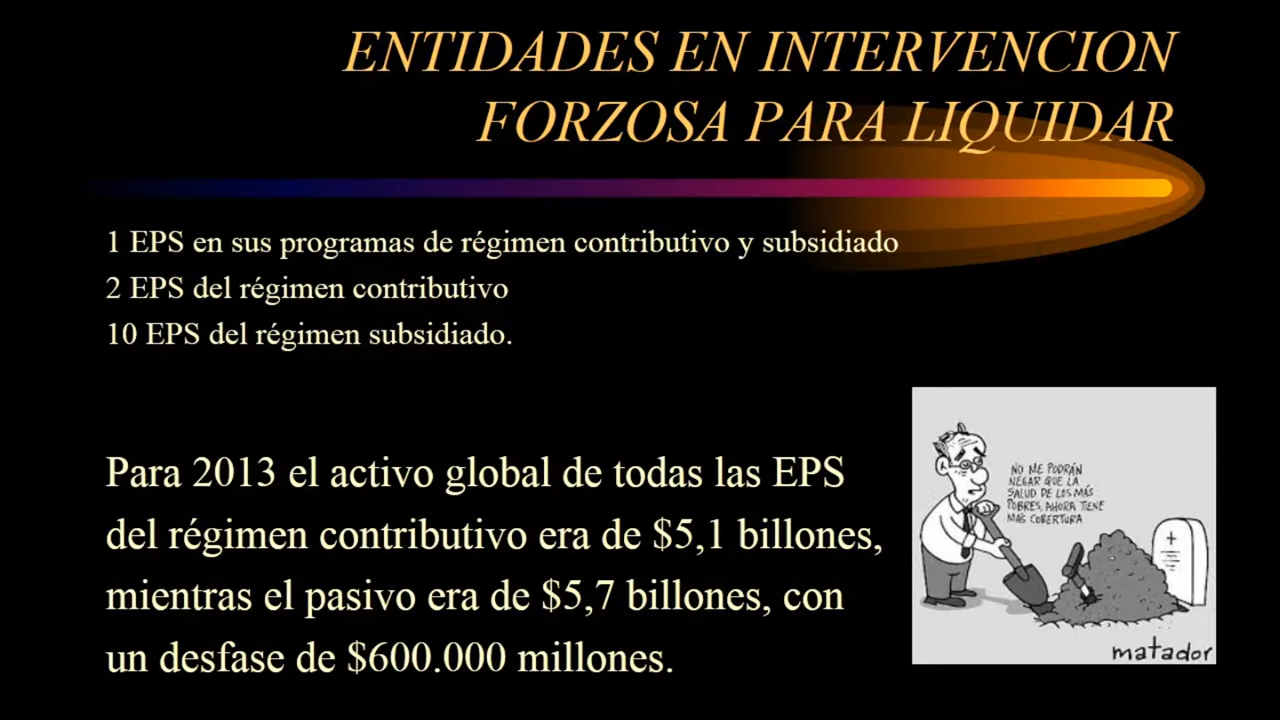 ENTIDADES EN INTERVENCION
FORZOSA PARA LIQUIDAR
1 EPS en sus programas de régimen contributivo y subsidiado
2 EPS del régimen contributivo
10 EPS del régimen subsidiado.
Para 2013 el activo global de todas las EPS
del régimen contributivo era de $5,1 billones,
mientras el pasivo era de $5,7 billones, con
un desfase de $600.000 millones.
NO ME PODRÁN
NEGAR QUE LA
SALUD DE LOS MÁS
POBRES, AHORA TIENE
MÁS COBERTURA
matador